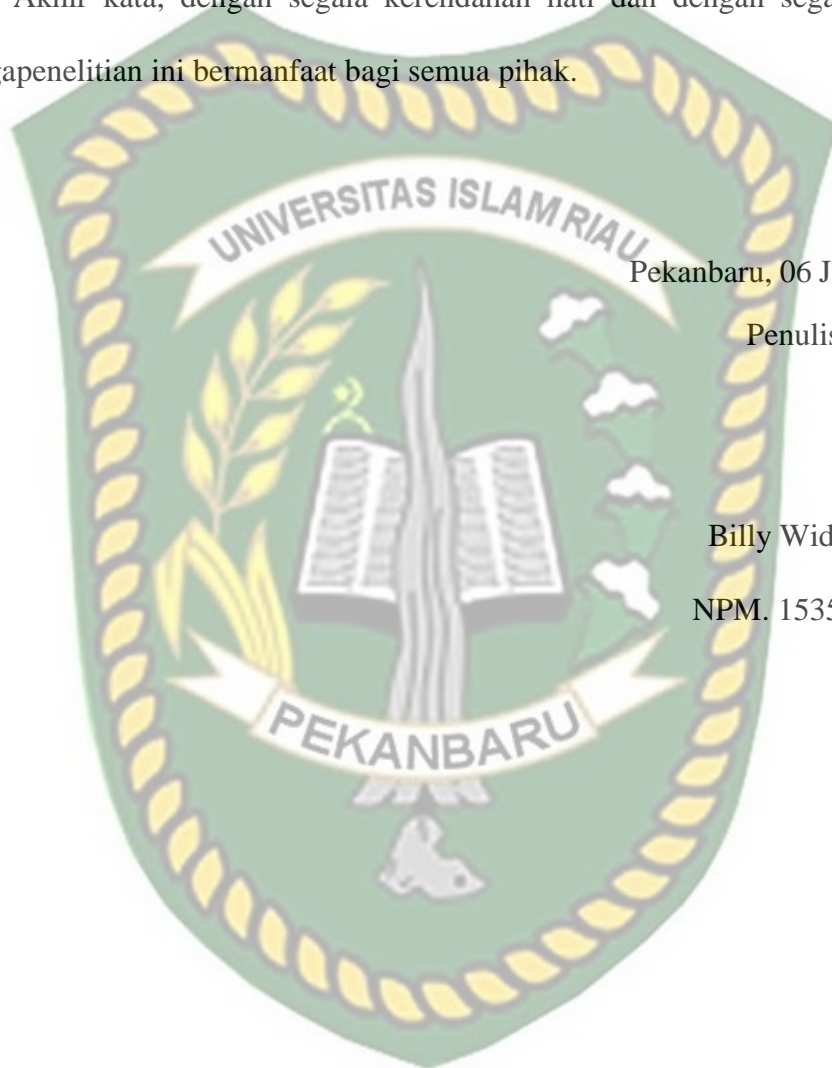 Akhir kata, dengan segala kerendahan hati dan dengan sega
gapenelitian ini bermanfaat bagi semua pihak.
UNIVERSITAS ISLAM RIAU
Pekanbaru, 06 J
Penulis
Billy Wid
NPM. 1535
PEKANBARU